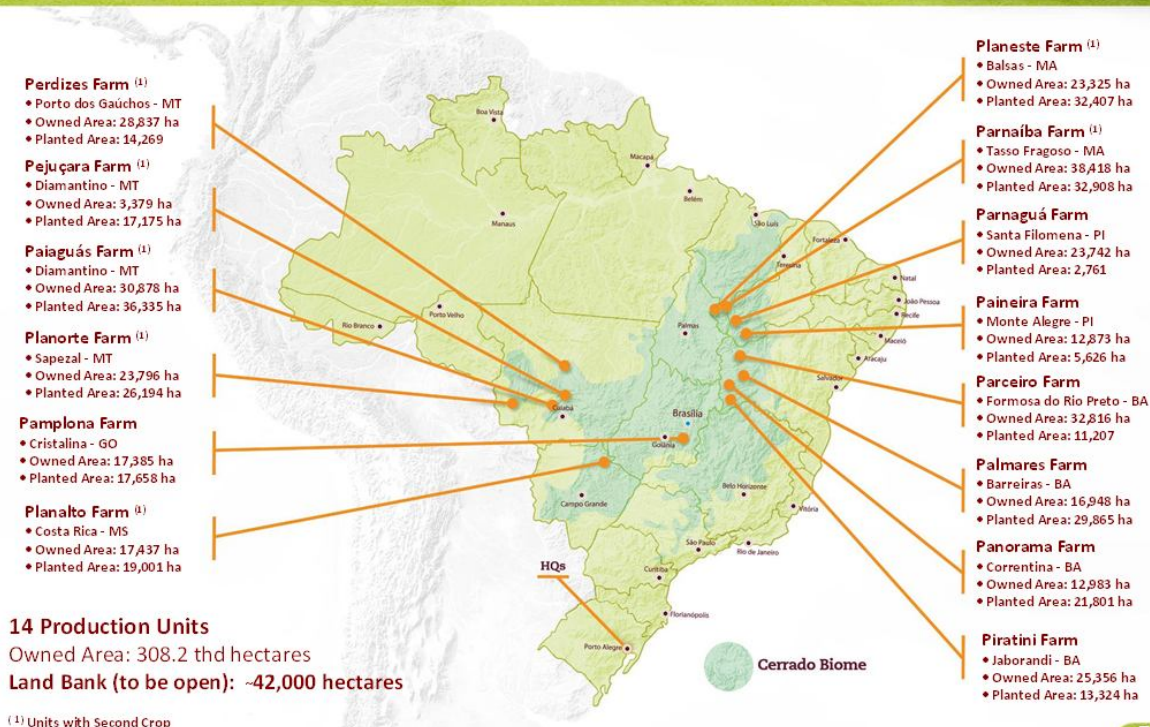 Perdizes Farm (1)
• Porto dos Gaúchos - MT
• Owned Area: 28,837 ha
• Planted Area: 14,269
Pejuçara Farm (1)
• Diamantino - MT
• Owned Area: 3,379 ha
• Planted Area: 17,175 ha
Paiaguás Farm (1)
• Diamantino - MT
• Owned Area: 30,878 ha
• Planted Area: 36,335 ha
Planorte Farm (1)
• Sapezal - MT
• Owned Area: 23,796 ha
• Planted Area: 26,194 ha
Pamplona Farm
• Cristalina - GO
• Owned Area: 17,385 ha
• Planted Area: 17,658 ha
Planalto Farm (1)
• Costa Rica - MS
• Owned Area: 17,437 ha
• Planted Area: 19,001 ha
14 Production Units
Owned Area: 308.2 thd hectares
Land Bank (to be open): ~42,000 hectares
(1) Units with Second Crop
Boa Vista
Macapá
Belém
Manaus
São Luís
Fortaleza
Teresina
Natal
João Pessoa
Recife
Maceió
Aracaju
Salvador
Palmas
Porto Velho
Rio Branco
Cuiabá
Brasília
Goiânia
Campo Grande
Belo Horizonte
Vitória
São Paulo
Rio de Janeiro
Curitiba
HQs
Florianópolis
Porto Alegre
Cerrado Biome
Planeste Farm (1)
• Balsas - MA
• Owned Area: 23,325 ha
• Planted Area: 32,407 ha
Parnaíba Farm (1)
• Tasso Fragoso - MA
• Owned Area: 38,418 ha
• Planted Area: 32,908 ha
Parnaguá Farm
• Santa Filomena - PI
• Owned Area: 23,742 ha
• Planted Area: 2,761
Paineira Farm
• Monte Alegre - PI
• Owned Area: 12,873 ha
• Planted Area: 5,626 ha
Parceiro Farm
• Formosa do Rio Preto - BA
• Owned Area: 32,816 ha
• Planted Area: 11,207
Palmares Farm
• Barreiras - BA
• Owned Area: 16,948 ha
• Planted Area: 29,865 ha
Panorama Farm
• Correntina - BA
• Owned Area: 12,983 ha
• Planted Area: 21,801 ha
Piratini Farm
• Jaborandi - BA
• Owned Area: 25,356 ha
• Planted Area: 13,324 ha